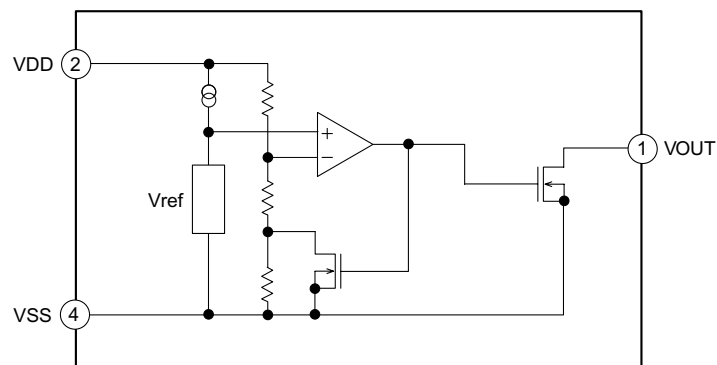 VDD 2
+
−
1 VOUT
Vref
VSS 4